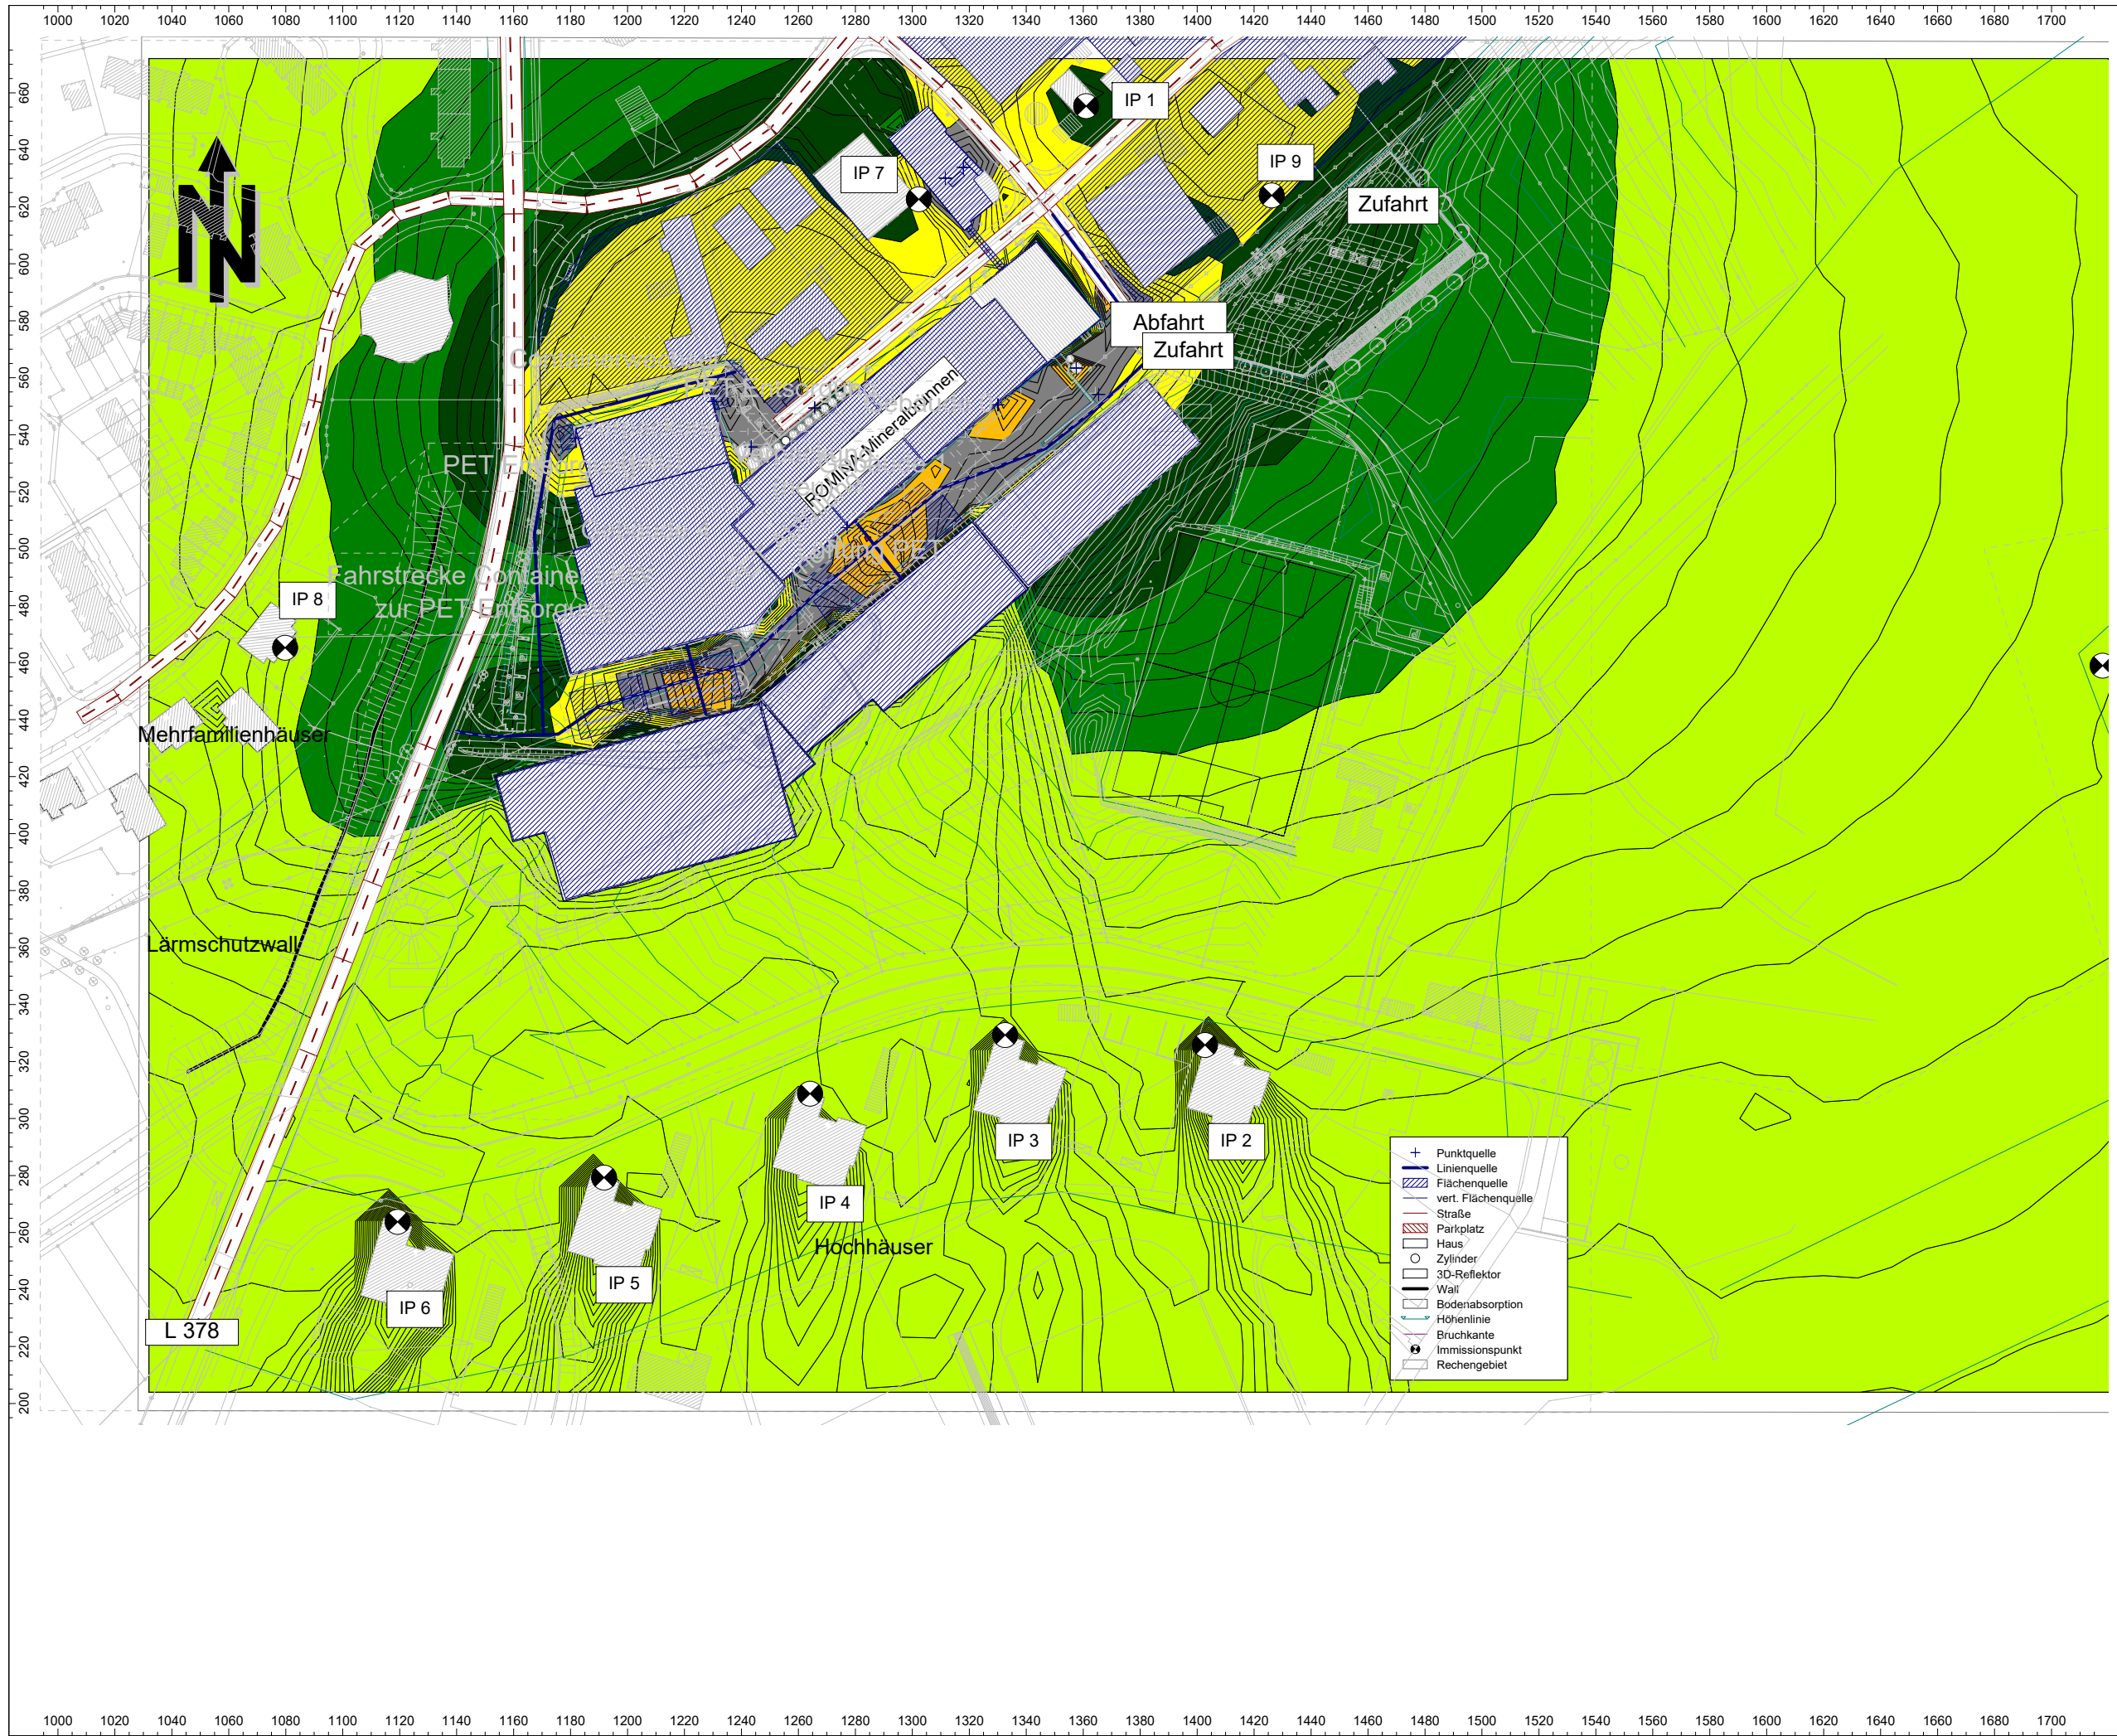 1000 1020 1040 1060 1080 1100 1120 1140 1160 1180 1200 1220 1240 1260 1280 1300 1320 1340 1360 1380 1400 1420 1440 1460 1480 1500 1520 1540 1560 1580 1600 1620 1640 1660 1680 1700
660
640
620
600
580
560
540
520
500
480
460
440
420
400
380
360
340
320
300
280
260
240
220
200
N
IP 1
IP 7
IP 9
Zufahrt
Abfahrt
Zufahrt
ROMINA-Mineralbrunnen
PET
Fahrstrecke Container
zur PET Entsorgung
IP 8
Mehrfamilienhäuser
Lärmschutzwall
IP 3
IP 2
IP 4
Hochhäuser
IP 5
IP 6
L 378
Punktquelle
Linienquelle
Flächenquelle
vert. Flächenquelle
Straße
Parkplatz
Haus
Zylinder
3D-Reflektor
Wall
Bodenabsorption
Höhenlinie
Bruchkante
Immissionspunkt
Rechengebiet
1000 1020 1040 1060 1080 1100 1120 1140 1160 1180 1200 1220 1240 1260 1280 1300 1320 1340 1360 1380 1400 1420 1440 1460 1480 1500 1520 1540 1560 1580 1600 1620 1640 1660 1680 1700